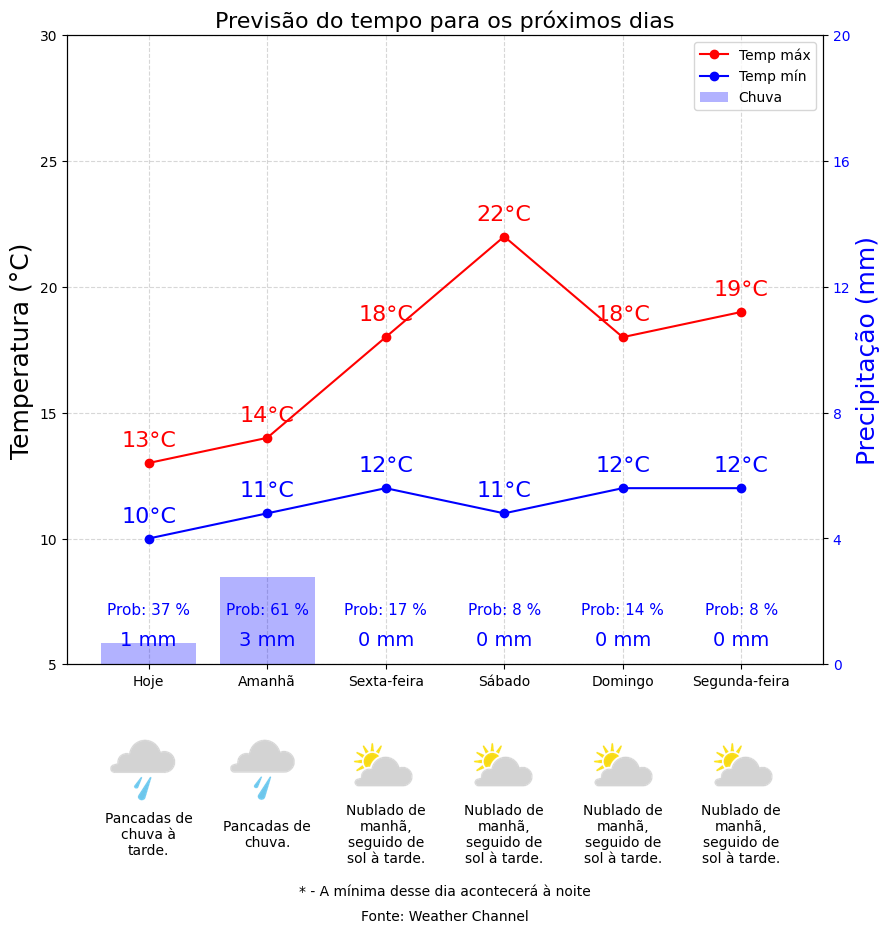 Previsão do tempo para os próximos dias
Temperatura (°C)
Precipitação (mm)
30
25
20
15
10
5
20
16
12
8
4
0
Temp máx
Temp mín
Chuva
13°C
14°C
18°C
22°C
18°C
19°C
10°C
11°C
12°C
11°C
12°C
12°C
Prob: 37 %
Prob: 61 %
Prob: 17 %
Prob: 8 %
Prob: 14 %
Prob: 8 %
1 mm
3 mm
0 mm
0 mm
0 mm
0 mm
Hoje
Amanhã
Sexta-feira
Sábado
Domingo
Segunda-feira
Pancadas de
chuva à
tarde.
Pancadas de
chuva.
Nublado de
manhã,
seguido de
sol à tarde.
Nublado de
manhã,
seguido de
sol à tarde.
Nublado de
manhã,
seguido de
sol à tarde.
Nublado de
manhã,
seguido de
sol à tarde.
* - A mínima desse dia acontecerá à noite
Fonte: Weather Channel